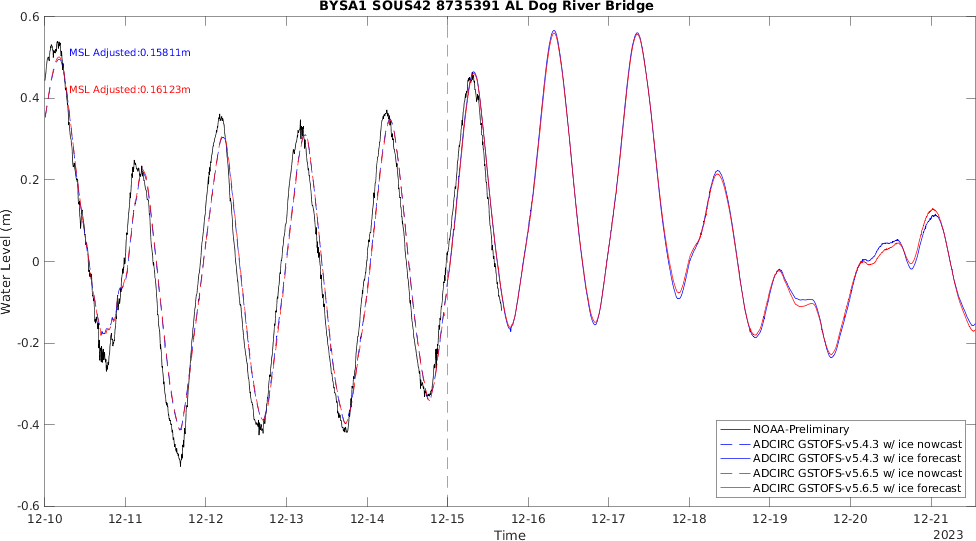 BYSA1 SOUS42 8735391 AL Dog River Bridge
MSL Adjusted:0.15811m
MSL Adjusted:0.16123m
Water Level (m)
0.6
0.4
0.2
0
-0.2
-0.4
-0.6
NOAA-Preliminary
ADCIRC GSTOFS-v5.4.3 w/ ice nowcast
ADCIRC GSTOFS-v5.4.3 w/ ice forecast
ADCIRC GSTOFS-v5.6.5 w/ ice nowcast
ADCIRC GSTOFS-v5.6.5 w/ ice forecast
12-10 12-11 12-12 12-13 12-14 12-15 12-16 12-17 12-18 12-19 12-20 12-21
Time
2023